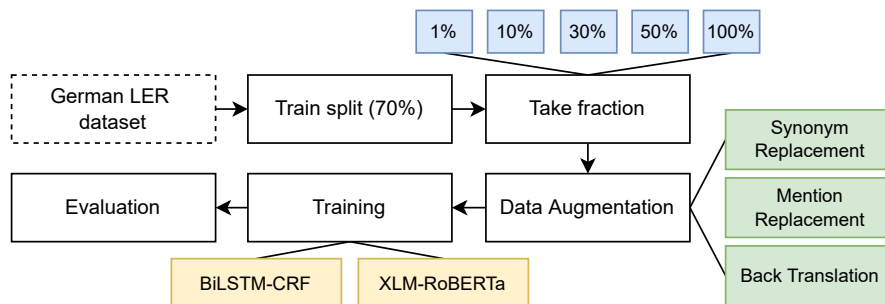 1%
10%
30%
50%
100%
German LER
dataset
Train split (70%)
Take fraction
Synonym
Replacement
Evaluation
Training
Data Augmentation
Mention
Replacement
BiLSTM-CRF
XLM-RoBERTa
Back Translation